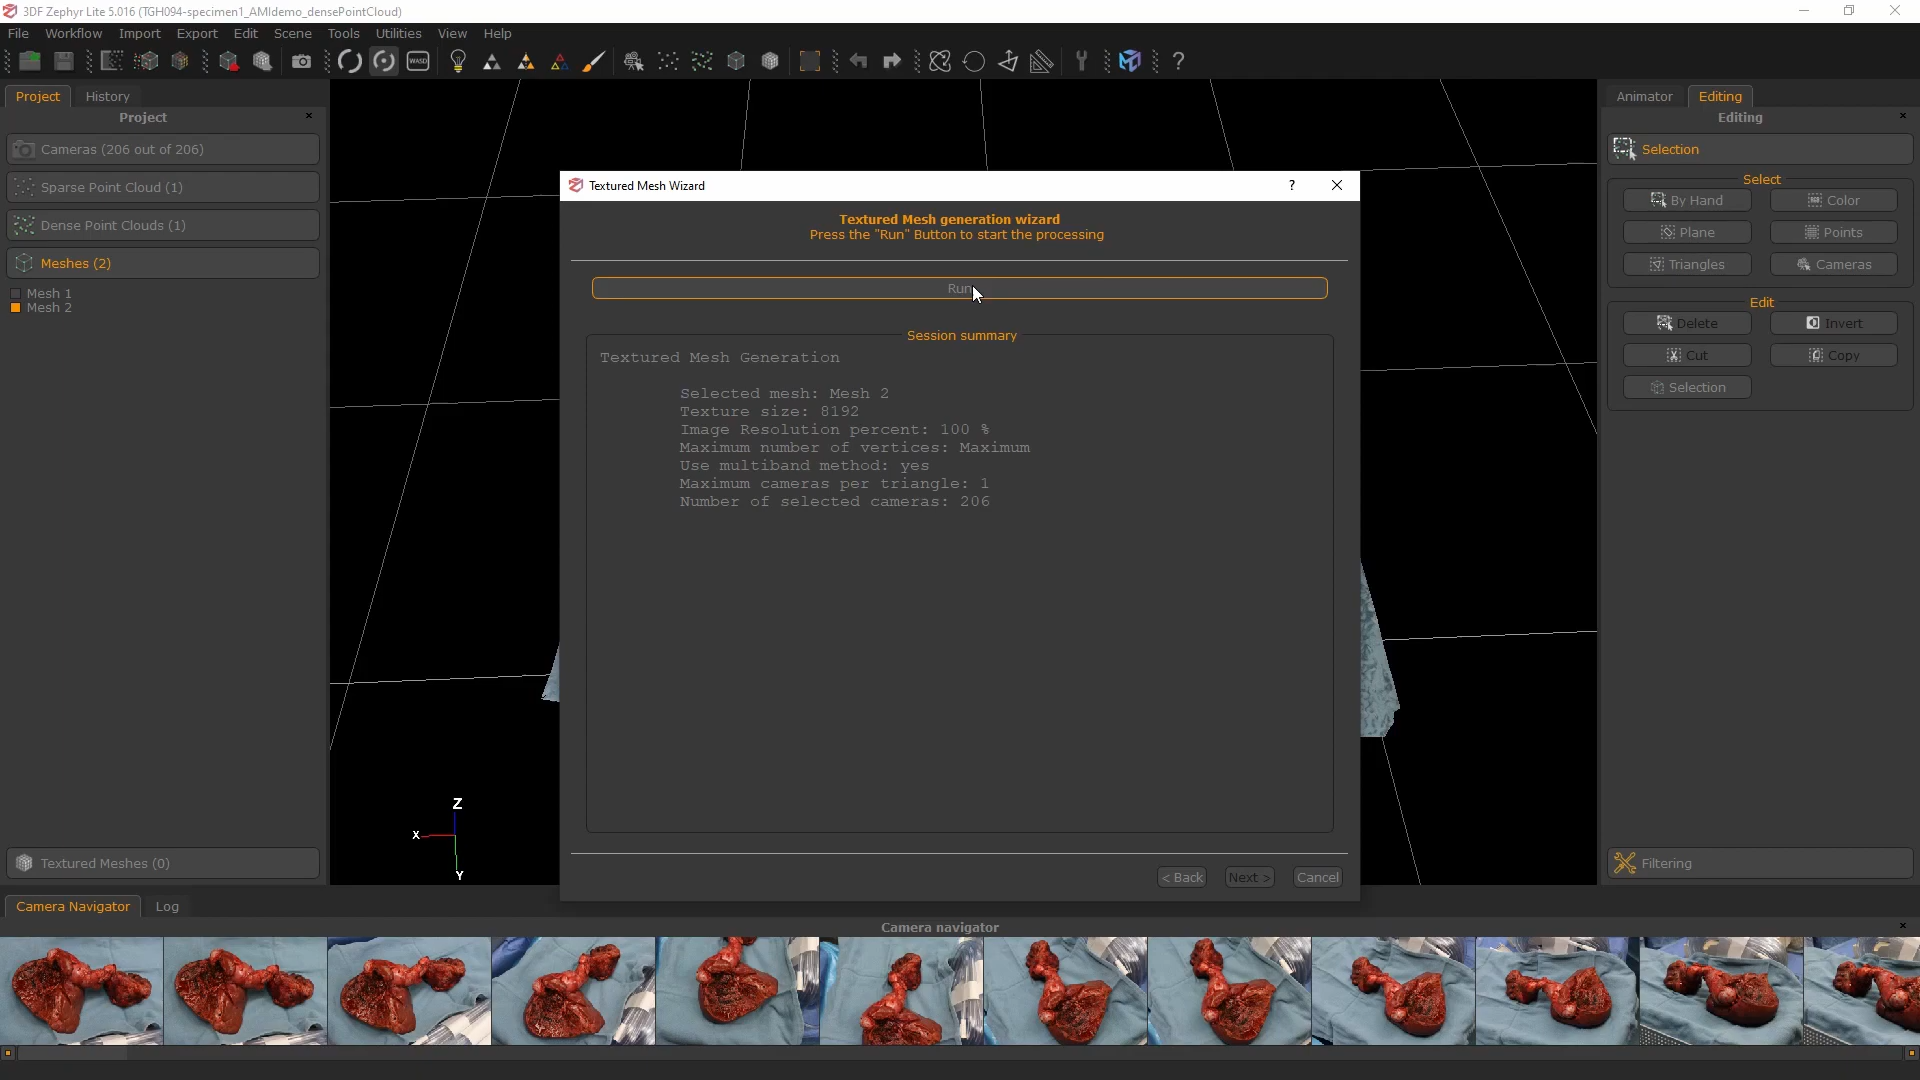 3DF Zephyr Lite 5.016 (TGH094-specimen1_AMIdemo_densePointCloud)
File Workflow Import Export Edit Scene Tools Utilities View Help
WASD
?
Project History
Project
Cameras (206 out of 206)
Sparse Point Cloud (1)
Dense Point Clouds (1)
Meshes (2)
Mesh 1
Mesh 2
Textured Meshes (0)
Z
X
Y
Textured Mesh Wizard
?
Textured Mesh generation wizard
Press the "Run" Button to start the processing
Run
Session summary
Textured Mesh Generation
Selected mesh: Mesh 2
Texture size: 8192
Image Resolution percent: 100 %
Maximum number of vertices: Maximum
Use multiband method: yes
Maximum cameras per triangle: 1
Number of selected cameras: 206
< Back Next > Cancel
Animator Editing
Editing
Selection
Select
By Hand Color
Plane Points
Triangles Cameras
Edit
Delete Invert
Cut Copy
Selection
Filtering
Camera Navigator Log
Camera navigator